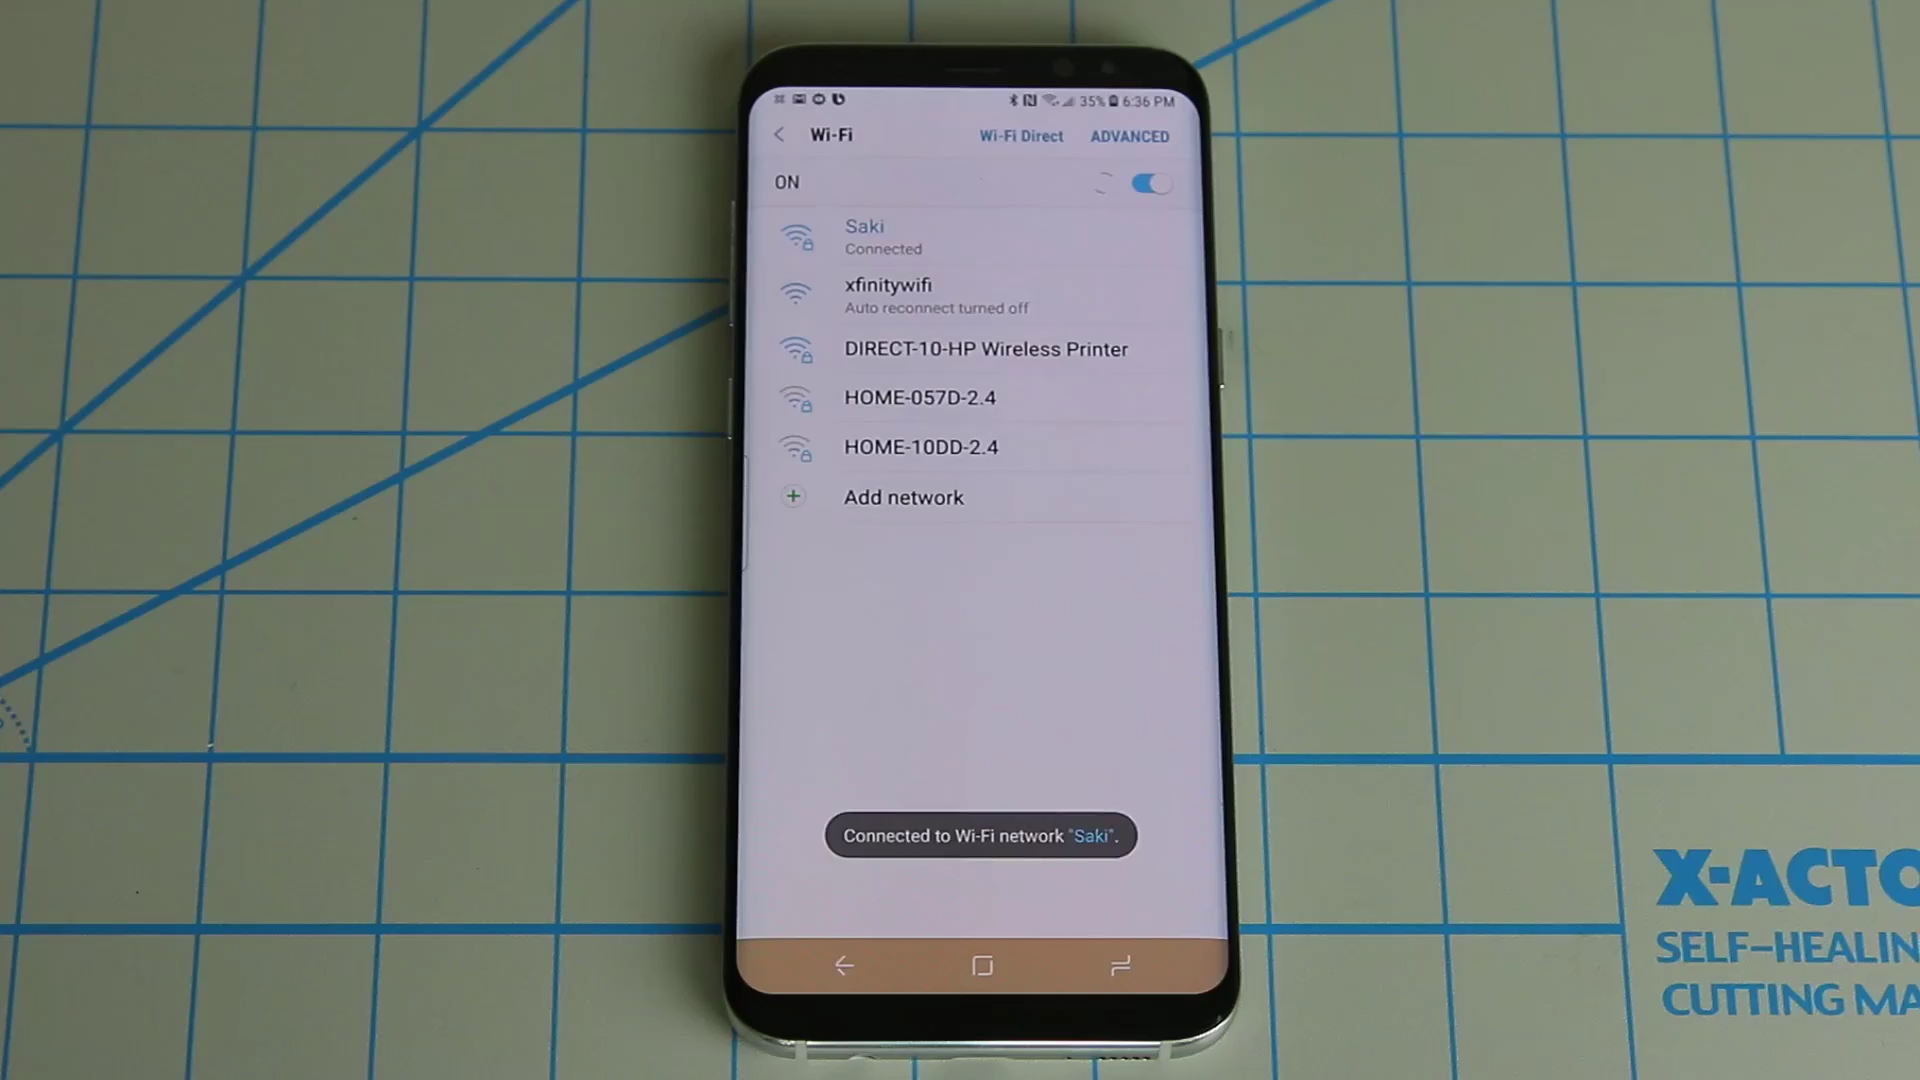 35% 6:36 PM
Wi-Fi Wi-Fi Direct ADVANCED
ON
Saki
Connected
xfinitywifi
Auto reconnect turned off
DIRECT-10-HP Wireless Printer
HOME-057D-2.4
HOME-10DD-2.4
Add network
Connected to Wi-Fi network "Saki".
X-ACTO
SELF-HEALIN
CUTTING MA